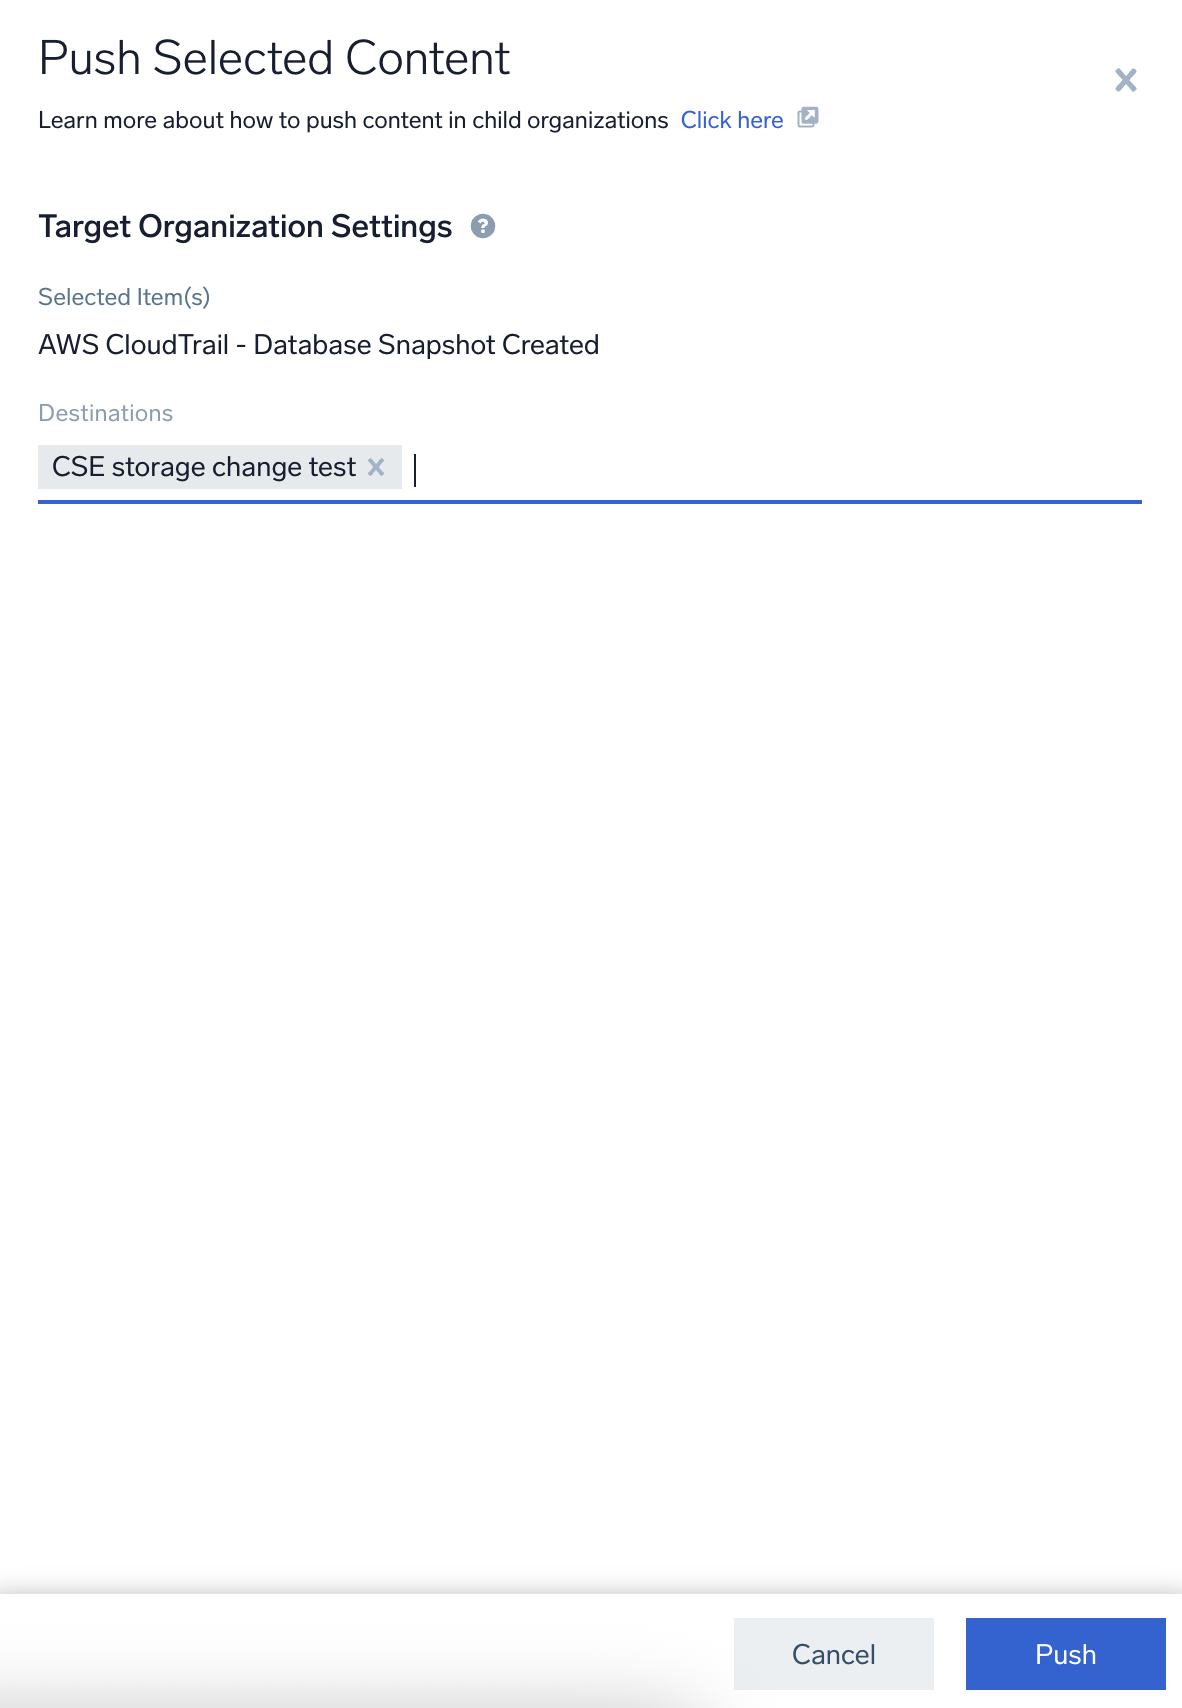 Push Selected Content
Learn more about how to push content in child organizations Click here
Target Organization Settings ?
Selected Item(s)
AWS CloudTrail - Database Snapshot Created
Destinations
CSE storage change test
Cancel Push